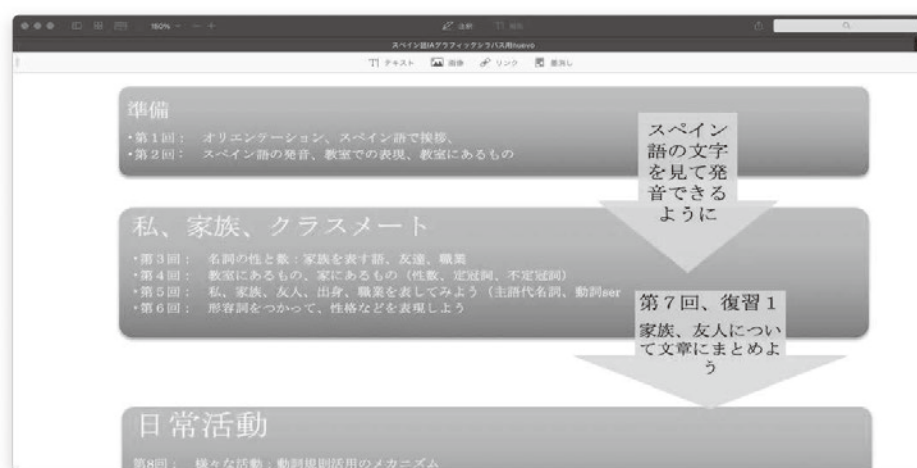 160%
注釈
スペイン語IAグラフィックシラバス用nuevo
テキスト 画像 リンク 墨消し
準備
・第１回： オリエンテーション、スペイン語で挨拶、
・第２回： スペイン語の発音、教室での表現、教室にあるもの
スペイン
語の文字
を見て発
音できる
ように
私、家族、クラスメート
・第３回： 名詞の性と数：家族を表す語、友達、職業
・第４回： 教室にあるもの、家にあるもの（性数、定冠詞、不定冠詞）
・第５回： 私、家族、友人、出身、職業を表してみよう（主語代名詞、動詞ser
・第６回： 形容詞をつかって、性格などを表現しよう
第７回、復習１
家族、友人につい
て文章にまとめよ
う
日常活動
第8回： 様々な活動：動詞規則活用のメカニズム